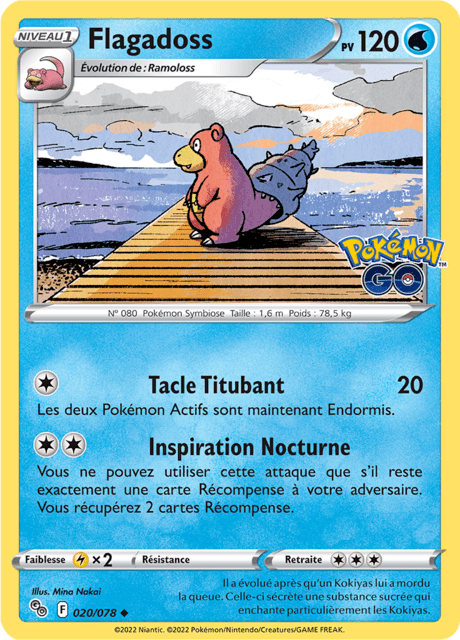 NIVEAU 1
Flagadoss
PV 120
Évolution de : Ramoloss
POKÉMON™
GO
N° 080 Pokémon Symbiose Taille : 1,6 m Poids : 78,5 kg
Tacle Titubant 20
Les deux Pokémon Actifs sont maintenant Endormis.
Inspiration Nocturne
Vous ne pouvez utiliser cette attaque que s'il reste
exactement une carte Récompense à votre adversaire.
Vous récupérez 2 cartes Récompense.
Faiblesse ×2 Résistance Retraite
Illus. Mina Nakai
Il a évolué après qu'un Kokiyas lui a mordu
la queue. Celle-ci sécrète une substance sucrée qui
enchante particulièrement les Kokiyas.
GO F 020/078 ◆
©2022 Niantic. ©2022 Pokémon/Nintendo/Creatures/GAME FREAK.